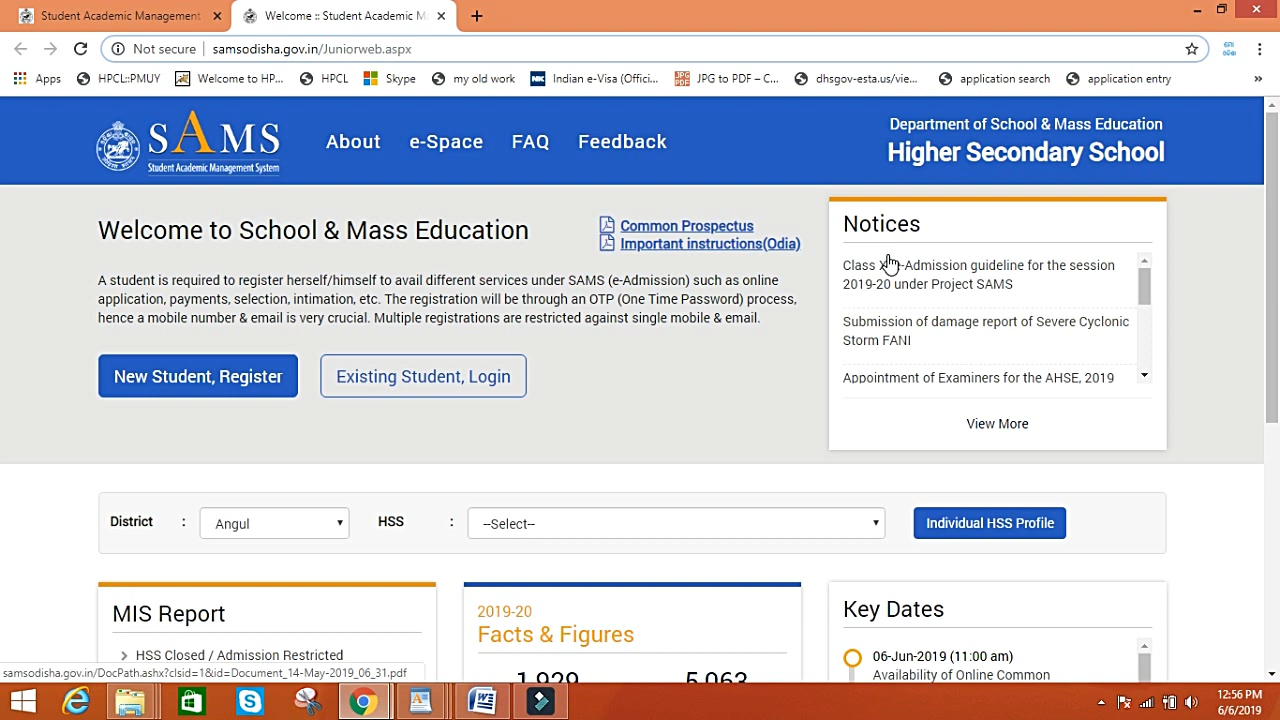 Student Academic Management
Welcome :: Student Academic M
Not secure | samsodisha.gov.in/Juniorweb.aspx
Apps
HPCL::PMUY
Welcome to HP...
HPCL
Skype
my old work
Indian e-Visa (Offici...
JPG to PDF – C...
dhsgov-esta.us/vie...
application search
application entry
»
SAMS
Student Academic Management System
About
e-Space
FAQ
Feedback
Department of School & Mass Education
Higher Secondary School
Welcome to School & Mass Education
Common Prospectus
Important instructions(Odia)
A student is required to register herself/himself to avail different services under SAMS (e-Admission) such as online
application, payments, selection, intimation, etc. The registration will be through an OTP (One Time Password) process,
hence a mobile number & email is very crucial. Multiple registrations are restricted against single mobile & email.
New Student, Register
Existing Student, Login
Notices
Class -Admission guideline for the session
2019-20 under Project SAMS
Submission of damage report of Severe Cyclonic
Storm FANI
Appointment of Examiners for the AHSE, 2019
View More
District :
Angul
HSS :
--Select--
Individual HSS Profile
MIS Report
HSS Closed / Admission Restricted
2019-20
Facts & Figures
1,929
5,063
Key Dates
06-Jun-2019 (11:00 am)
Availability of Online Common
samsodisha.gov.in/DocPath.ashx?clsid=1&id=Document_14-May-2019_06_31.pdf
12:56 PM
6/6/2019